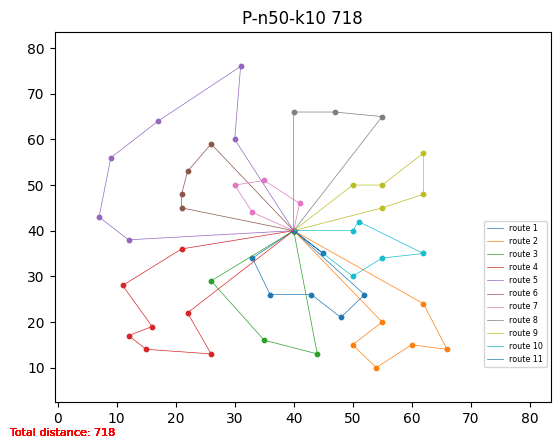 P-n50-k10 718
80
70
60
50
40
30
20
10
0 10 20 30 40 50 60 70 80
route 1
route 2
route 3
route 4
route 5
route 6
route 7
route 8
route 9
route 10
route 11
Total distance: 718